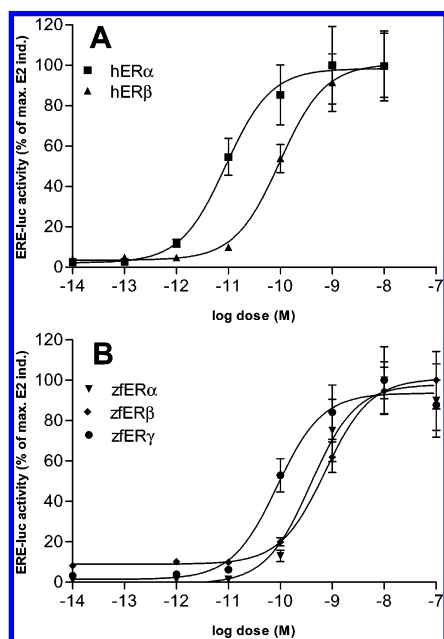 A
hERα
hERβ
ERE-luc activity (% of max. E2 ind.)
120
100
80
60
40
20
0
-14 -13 -12 -11 -10 -9 -8 -7
log dose (M)
B
zfERα
zfERβ
zfERγ
ERE-luc activity (% of max. E2 ind.)
120
100
80
60
40
20
0
-14 -13 -12 -11 -10 -9 -8 -7
log dose (M)